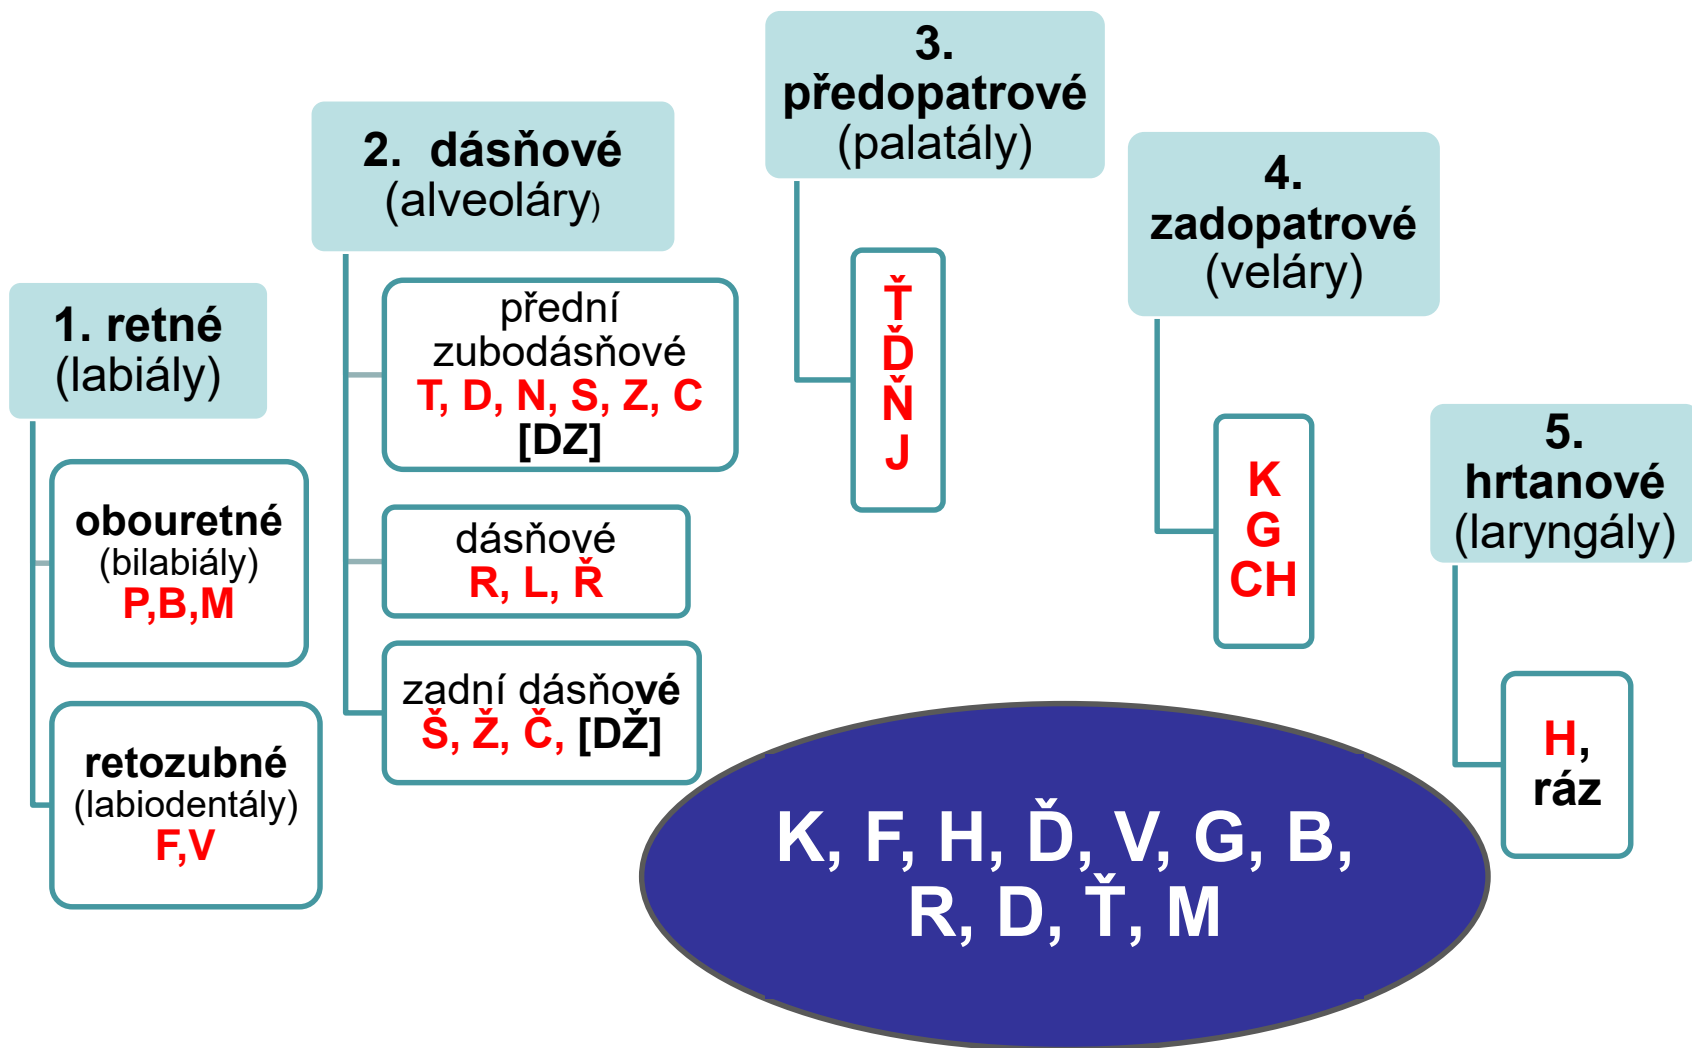 1. retné
(labiály)
obouretné
(bilabiály)
P,B,M
retozubné
(labiodentály)
F,V
2. dásňové
(alveoláry)
přední
zubodásňové
T, D, N, S, Z, C
[DZ]
dásňové
R, L, Ř
zadní dásňové
Š, Ž, Č, [DŽ]
3.
předopatrové
(palatály)
Ť
Ď
Ň
J
4.
zadopatrové
(veláry)
K
G
CH
5.
hrtanové
(laryngály)
H,
ráz
K, F, H, Ď, V, G, B,
R, D, Ť, M